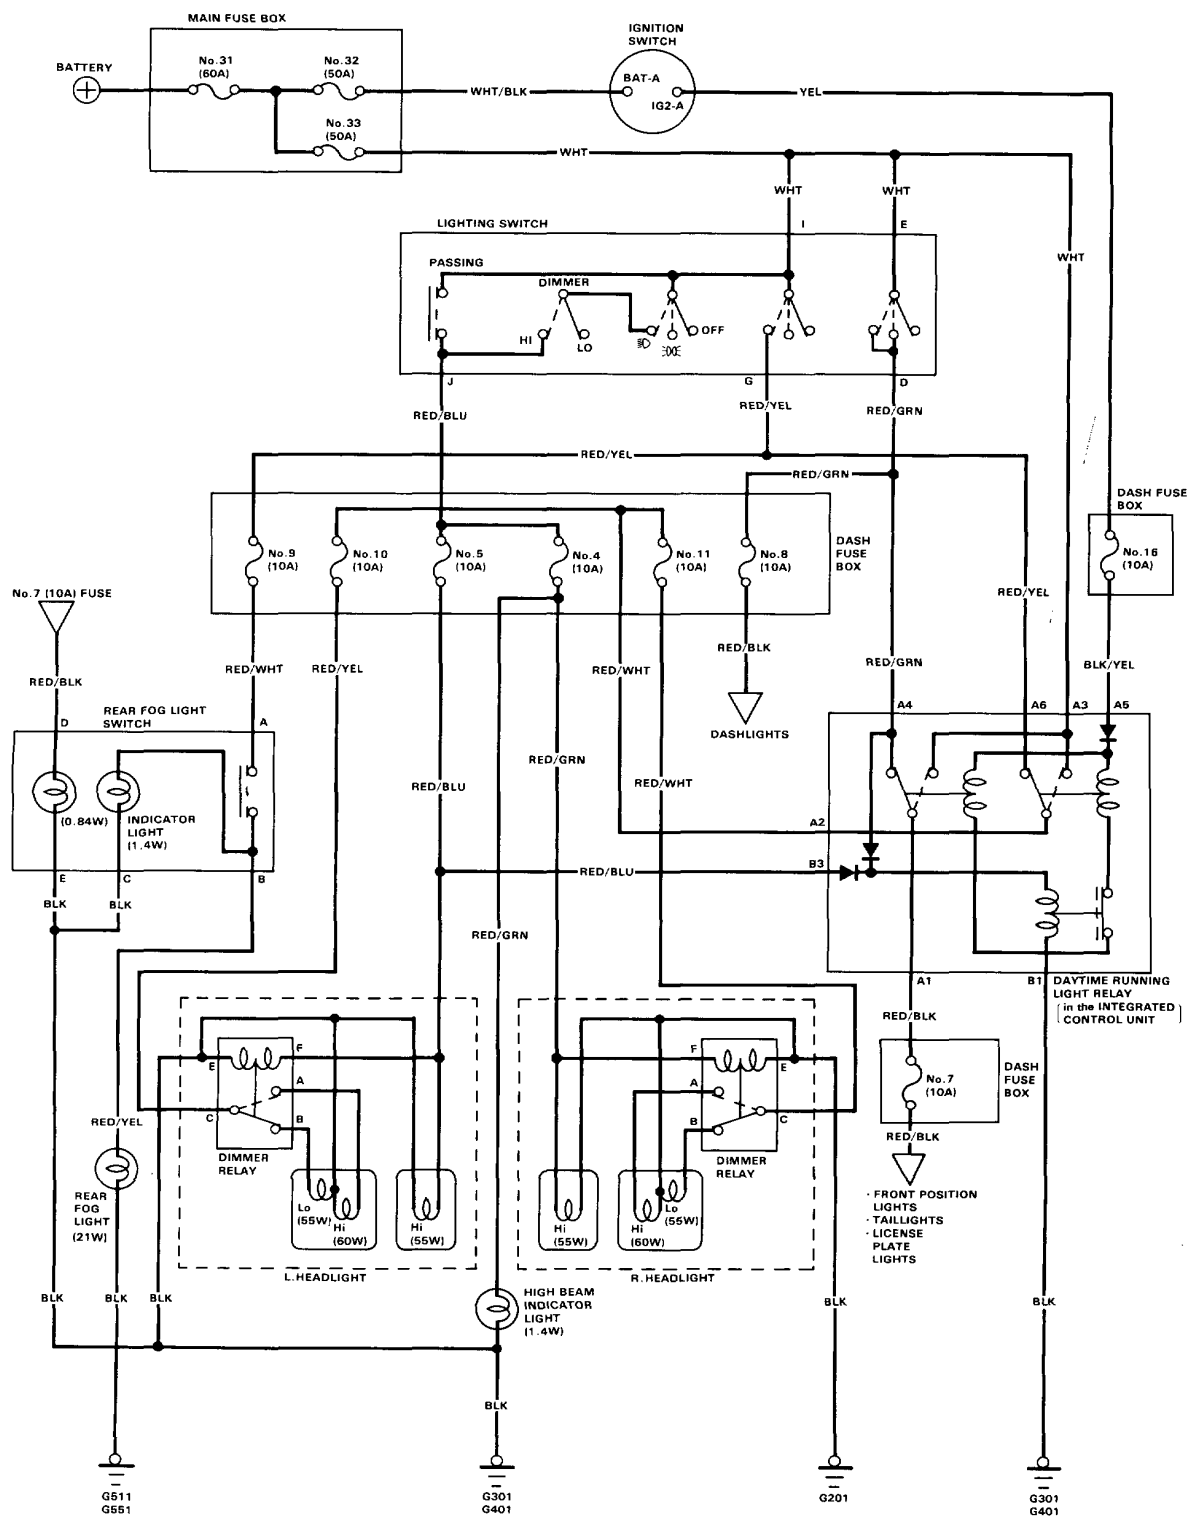 MAIN FUSE BOX
IGNITION
SWITCH
BATTERY
No.31
(60A)
No.32
(50A)
BAT-A
IG2-A
WHT/BLK
YEL
No.33
(50A)
WHT
WHT
WHT
WHT
LIGHTING SWITCH
I
E
PASSING
DIMMER
HI
LO
OFF
J
G
D
RED/BLU
RED/YEL
RED/GRN
RED/YEL
RED/GRN
DASH FUSE
BOX
No.16
(10A)
No.9
(10A)
No.10
(10A)
No.5
(10A)
No.4
(10A)
No.11
(10A)
No.8
(10A)
DASH
FUSE
BOX
No.7 (10A) FUSE
RED/YEL
RED/BLK
RED/WHT
RED/YEL
RED/WHT
RED/BLK
RED/GRN
BLK/YEL
REAR FOG LIGHT
SWITCH
D
A
DASHLIGHTS
A4
A6
A3
A5
RED/GRN
RED/BLU
RED/WHT
(0.84W)
INDICATOR
LIGHT
(1.4W)
A2
B3
RED/BLU
E
C
B
BLK
BLK
RED/GRN
A1
B1
DAYTIME RUNNING
LIGHT RELAY
in the INTEGRATED
CONTROL UNIT
RED/BLK
E
F
A
C
B
DIMMER
RELAY
F
E
A
B
C
DIMMER
RELAY
No.7
(10A)
DASH
FUSE
BOX
RED/YEL
RED/BLK
REAR
FOG
LIGHT
(21W)
Lo
(55W)
Hi
(60W)
Hi
(55W)
Hi
(55W)
Hi
(60W)
Lo
(55W)
· FRONT POSITION
LIGHTS
· TAILLIGHTS
· LICENSE
PLATE
LIGHTS
L.HEADLIGHT
R.HEADLIGHT
BLK
BLK
BLK
HIGH BEAM
INDICATOR
LIGHT
(1.4W)
BLK
BLK
BLK
G511
G551
G301
G401
G201
G301
G401